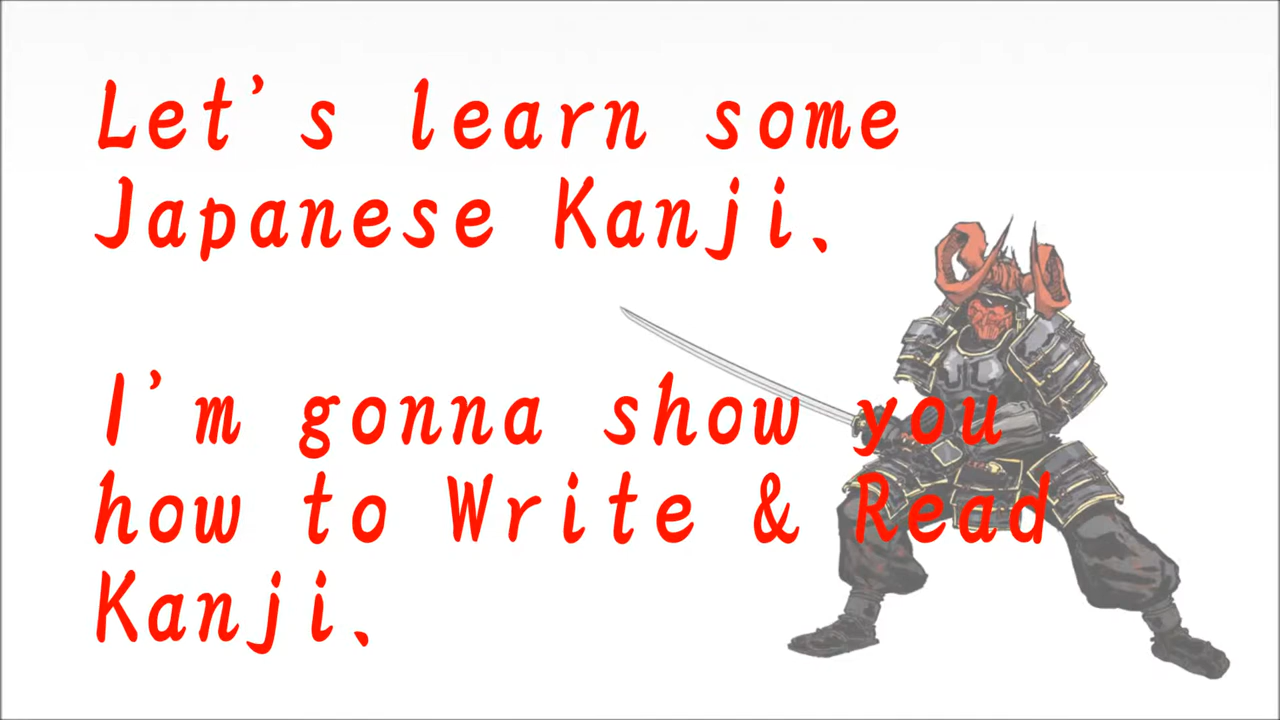 Let's learn some
Japanese Kanji、
I'm gonna show you
how to Write & Read
Kanji、